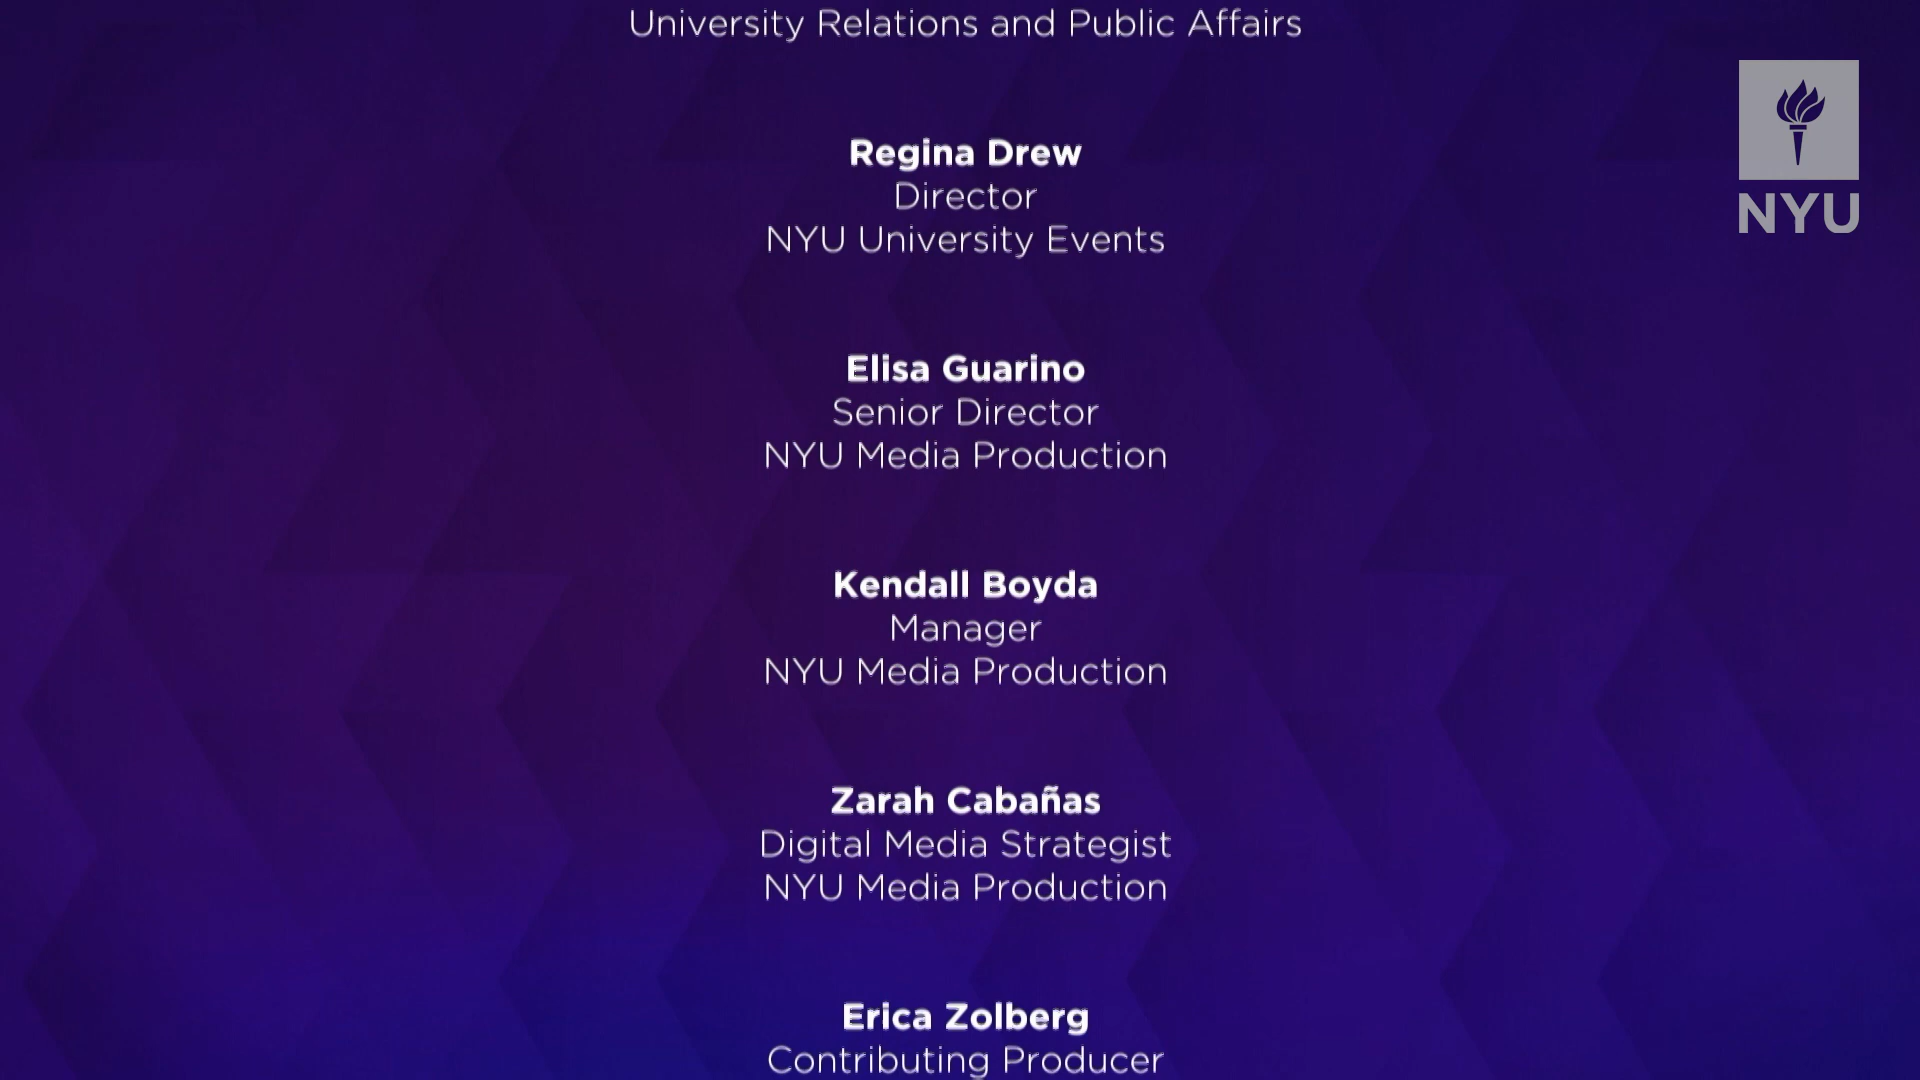 University Relations and Public Affairs
NYU
Regina Drew
Director
NYU University Events
Elisa Guarino
Senior Director
NYU Media Production
Kendall Boyda
Manager
NYU Media Production
Zarah Cabañas
Digital Media Strategist
NYU Media Production
Erica Zolberg
Contributing Producer